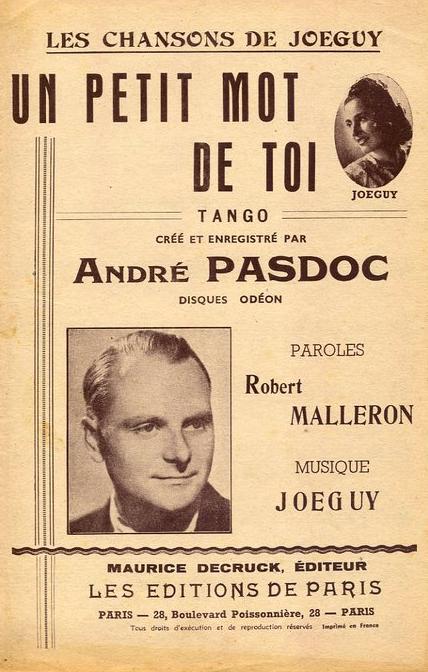 LES CHANSONS DE JOEGUY
UN PETIT MOT
DE TOI
JOEGUY
TANGO
CRÉÉ ET ENREGISTRÉ PAR
ANDRÉ PASDOC
DISQUES ODÉON
PAROLES
Robert
MALLERON
MUSIQUE
JOEGUY
MAURICE DECRUCK, ÉDITEUR
LES EDITIONS DE PARIS
PARIS — 28, Boulevard Poissonnière, 28 — PARIS
Tous droits d'exécution et de reproduction réservés Imprimé en France